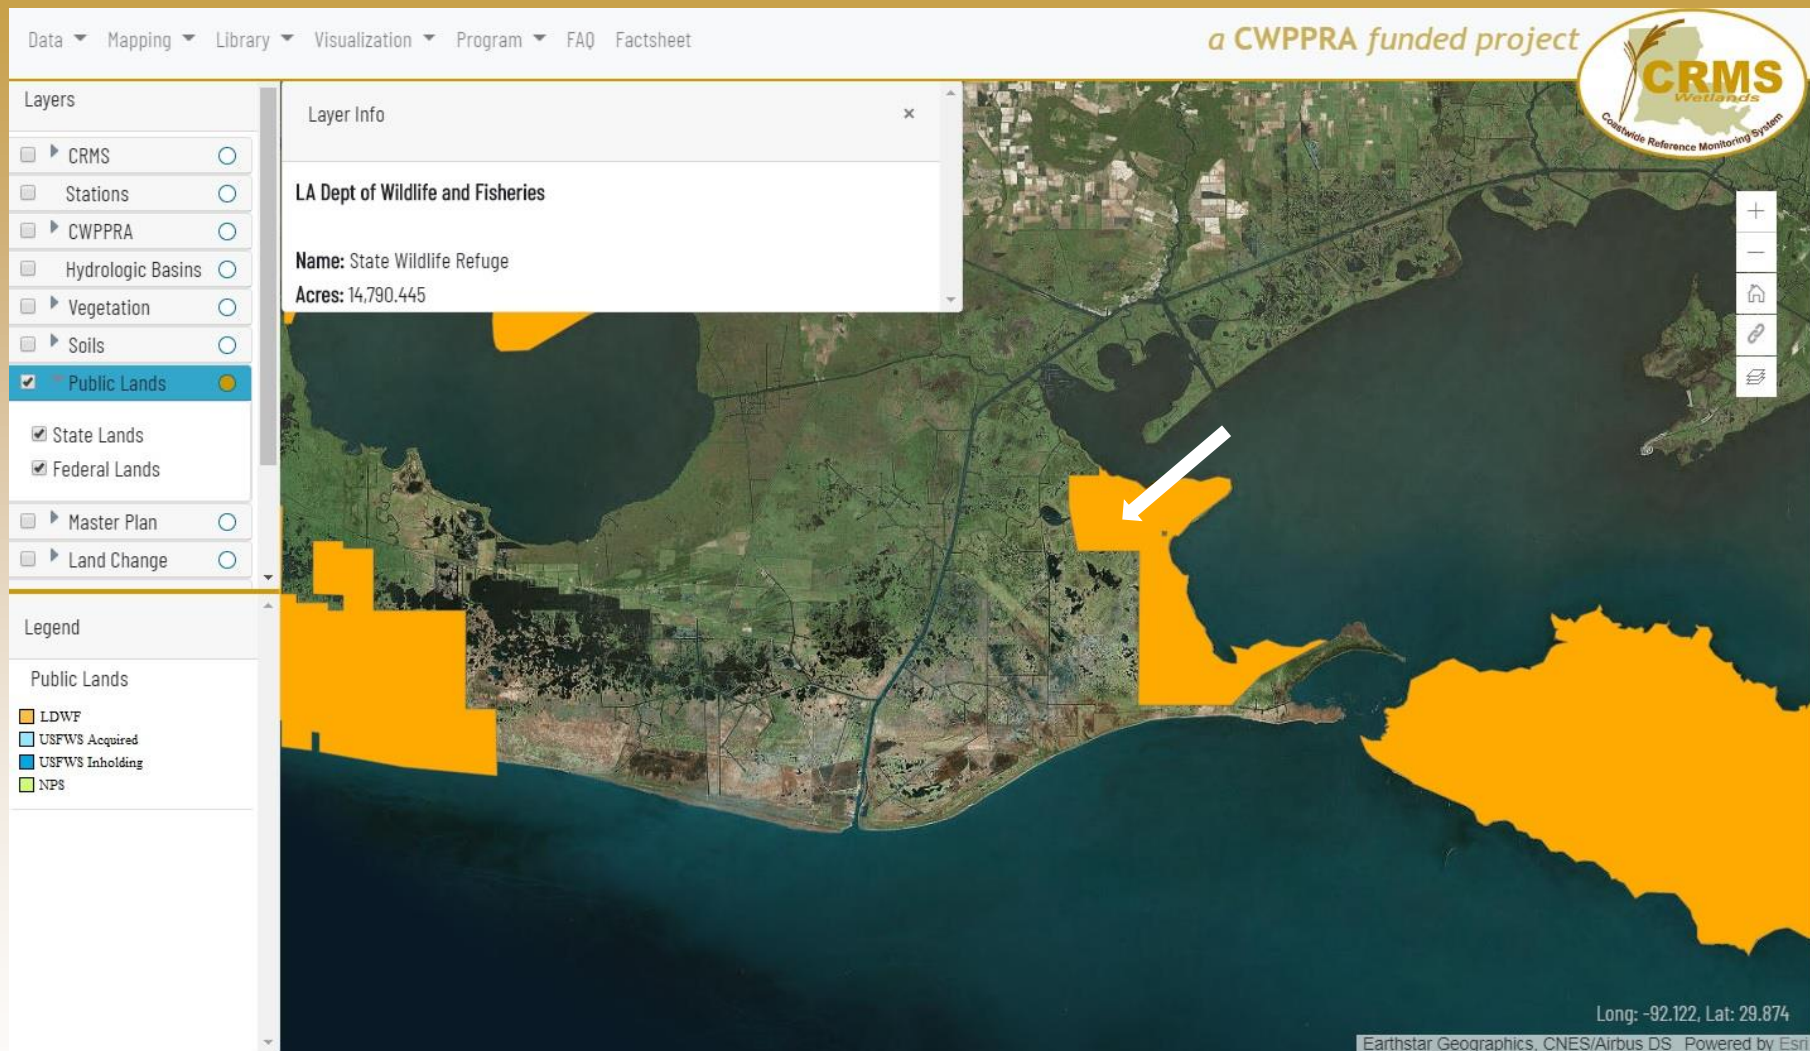 Data Mapping Library Visualization Program FAQ Factsheet
a CWPPRA funded project
CRMS
Wetlands
Coastwide Reference Monitoring System
Layers
CRMS
Stations
CWPPRA
Hydrologic Basins
Vegetation
Soils
Public Lands
State Lands
Federal Lands
Master Plan
Land Change
Legend
Public Lands
LDWF
USFWS Acquired
USFWS Inholding
NPS
Layer Info ×
LA Dept of Wildlife and Fisheries
Name: State Wildlife Refuge
Acres: 14,790.445
Long: -92.122, Lat: 29.874
Earthstar Geographics, CNES/Airbus DS Powered by Esri